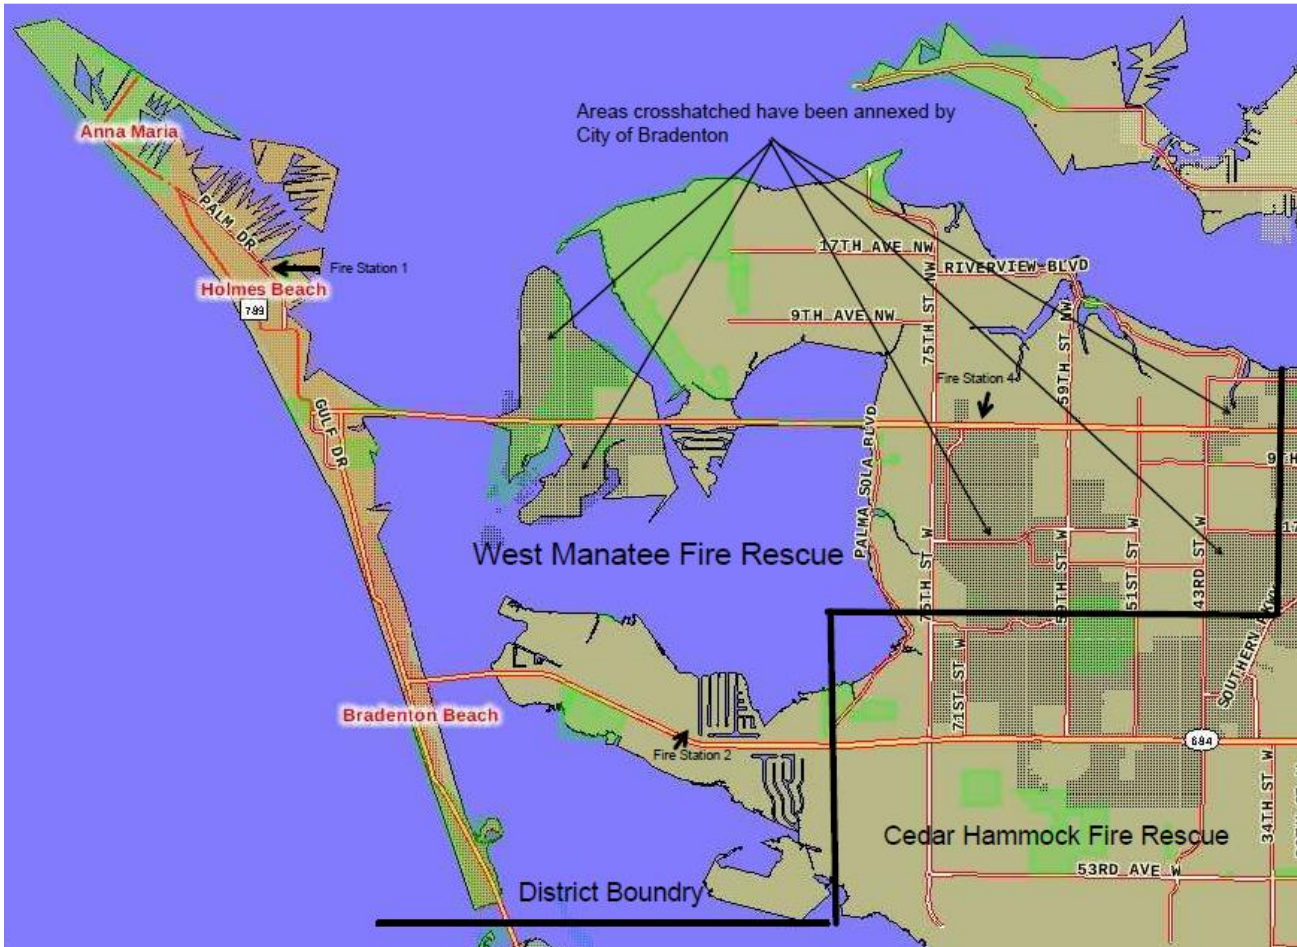 Areas crosshatched have been annexed by
City of Bradenton
Anna Maria
PALM DR
Fire Station 1
Holmes Beach
789
17TH AVE NW
RIVERVIEW BLVD
9TH AVE NW
75TH ST NW
59TH ST NW
Fire Station 4
GULF DR
PALMA SOLA BLVD
9TH
17
West Manatee Fire Rescue
75TH ST W
59TH ST W
51ST ST W
43RD ST W
SOUTHERN PKWY
71ST ST W
Bradenton Beach
684
Fire Station 2
34TH ST W
Cedar Hammock Fire Rescue
53RD AVE W
District Boundry